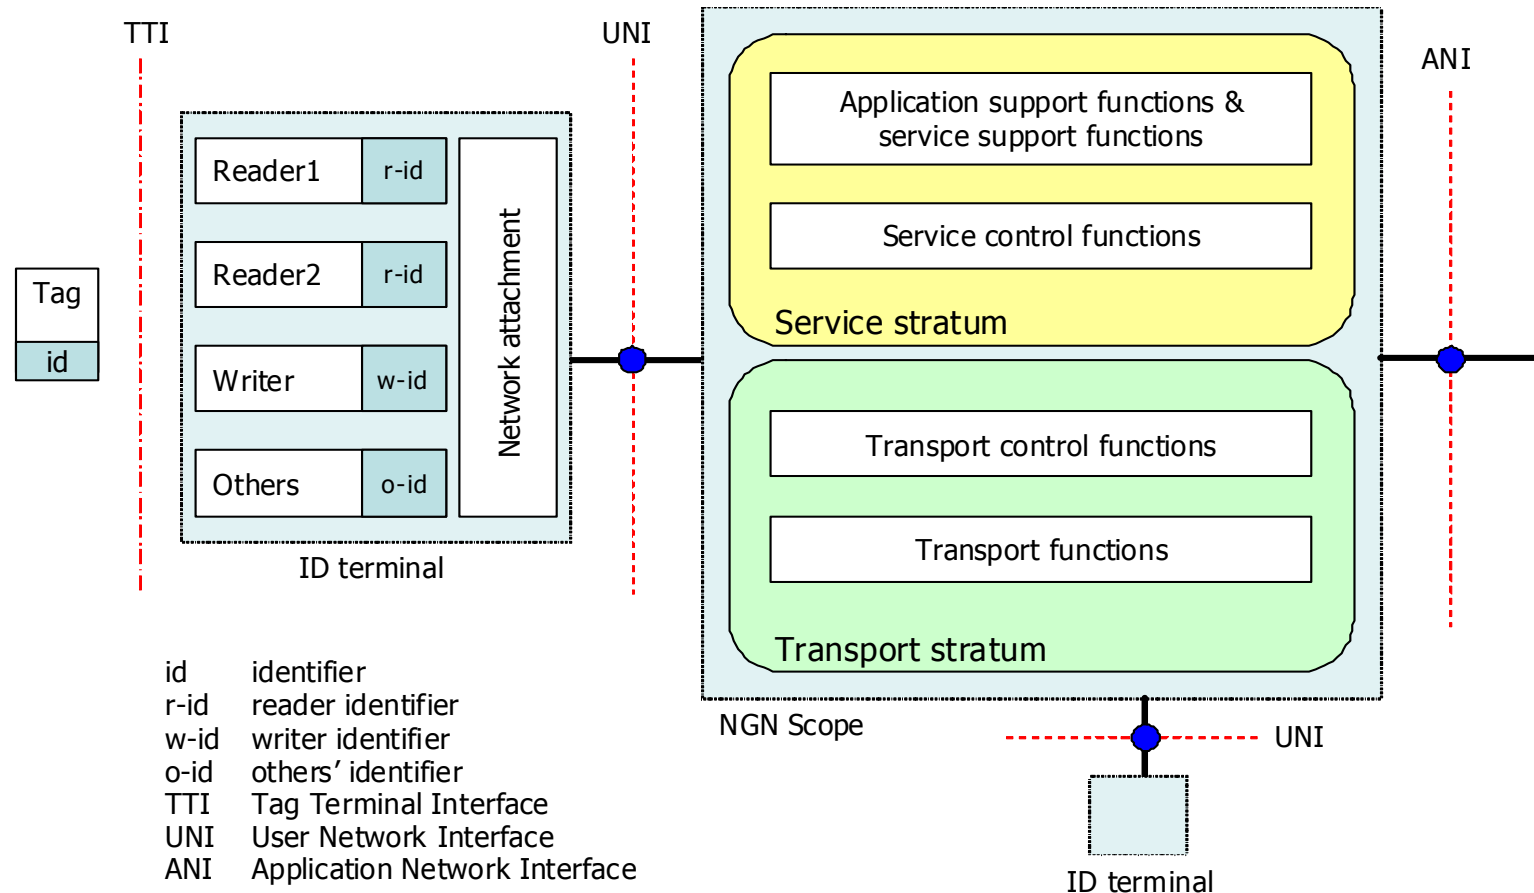 TTI
UNI
ANI
Application support functions &
service support functions
Reader1 r-id
Service control functions
Reader2 r-id
Network attachment
Tag
id
Service stratum
Writer w-id
Transport control functions
Others o-id
Transport functions
ID terminal
Transport stratum
id identifier
r-id reader identifier
w-id writer identifier
o-id others’ identifier
TTI Tag Terminal Interface
UNI User Network Interface
ANI Application Network Interface
NGN Scope
UNI
ID terminal